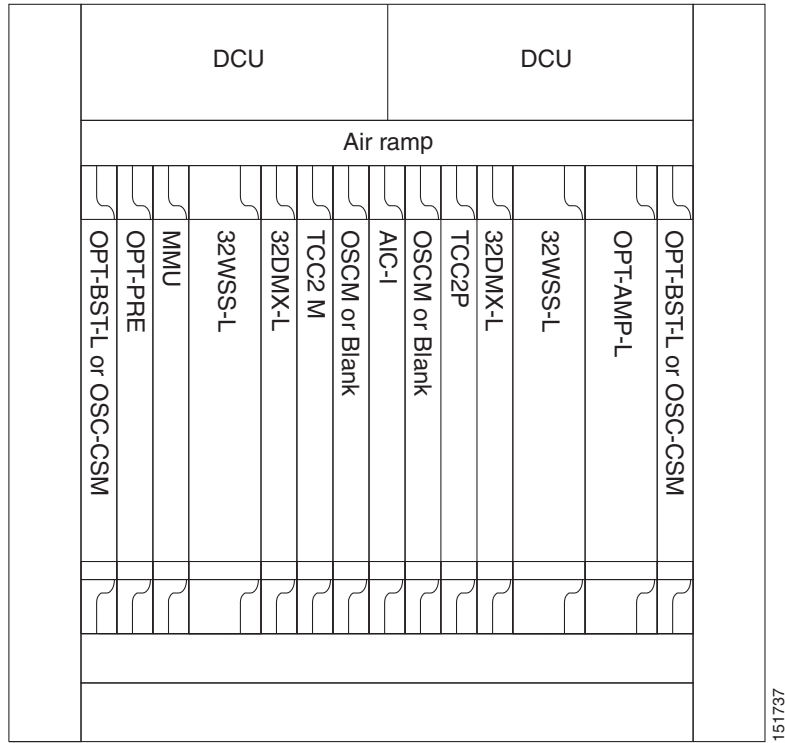 DCU
DCU
Air ramp
OPT-BST-L or OSC-CSM
OPT-PRE
MMU
32WSS-L
32DMX-L
TCC2 M
OSCM or Blank
AIC-I
OSCM or Blank
TCC2P
32DMX-L
32WSS-L
OPT-AMP-L
OPT-BST-L or OSC-CSM
151737